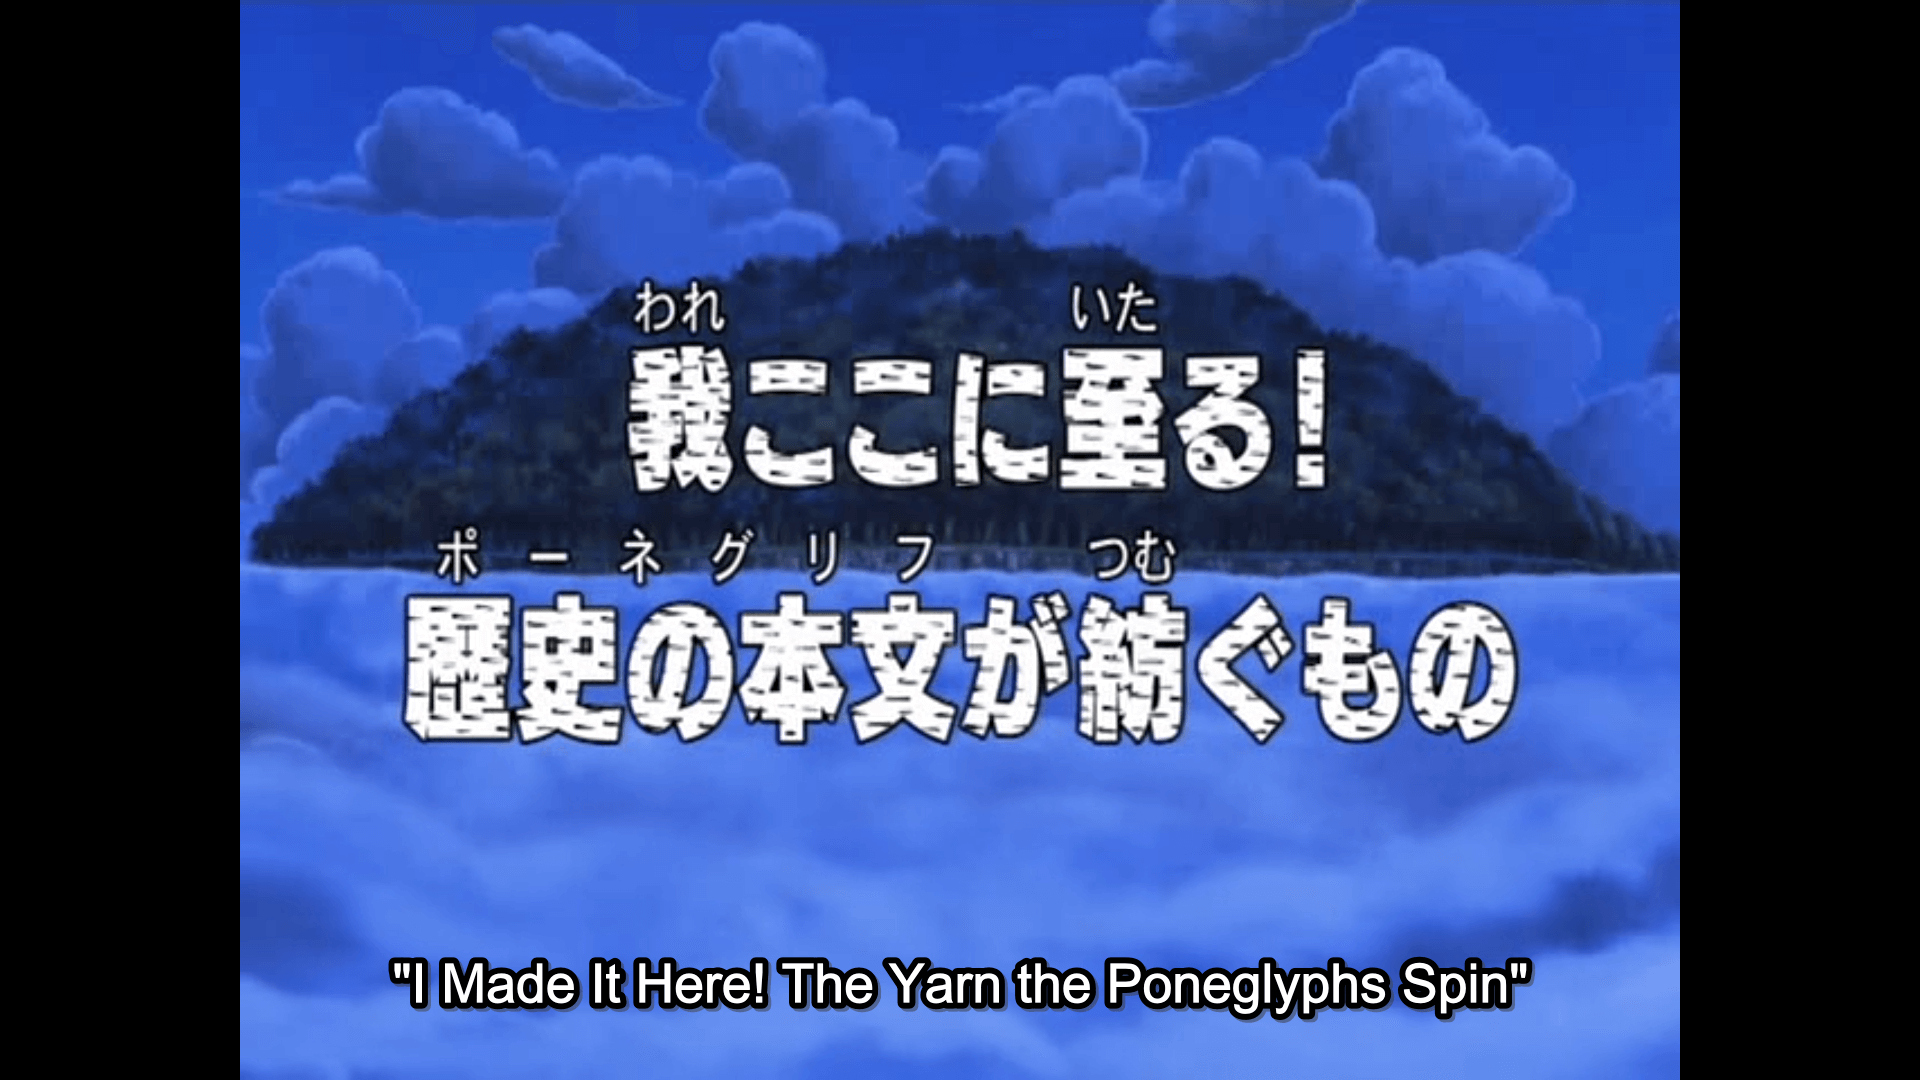 われ いた
我ここに至る!
ポーネグリフ つむ
歴史の本文が紡ぐもの
"I Made It Here! The Yarn the Poneglyphs Spin"